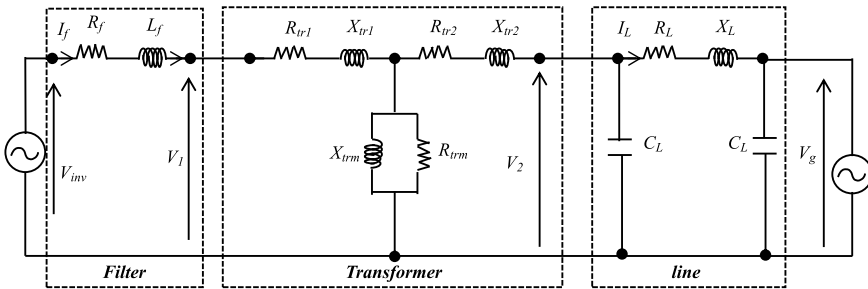 I_f R_f L_f R_tr1 X_tr1 R_tr2 X_tr2 I_L R_L X_L
V_inv V_1 X_trm R_trm V_2 C_L C_L V_g
Filter Transformer line